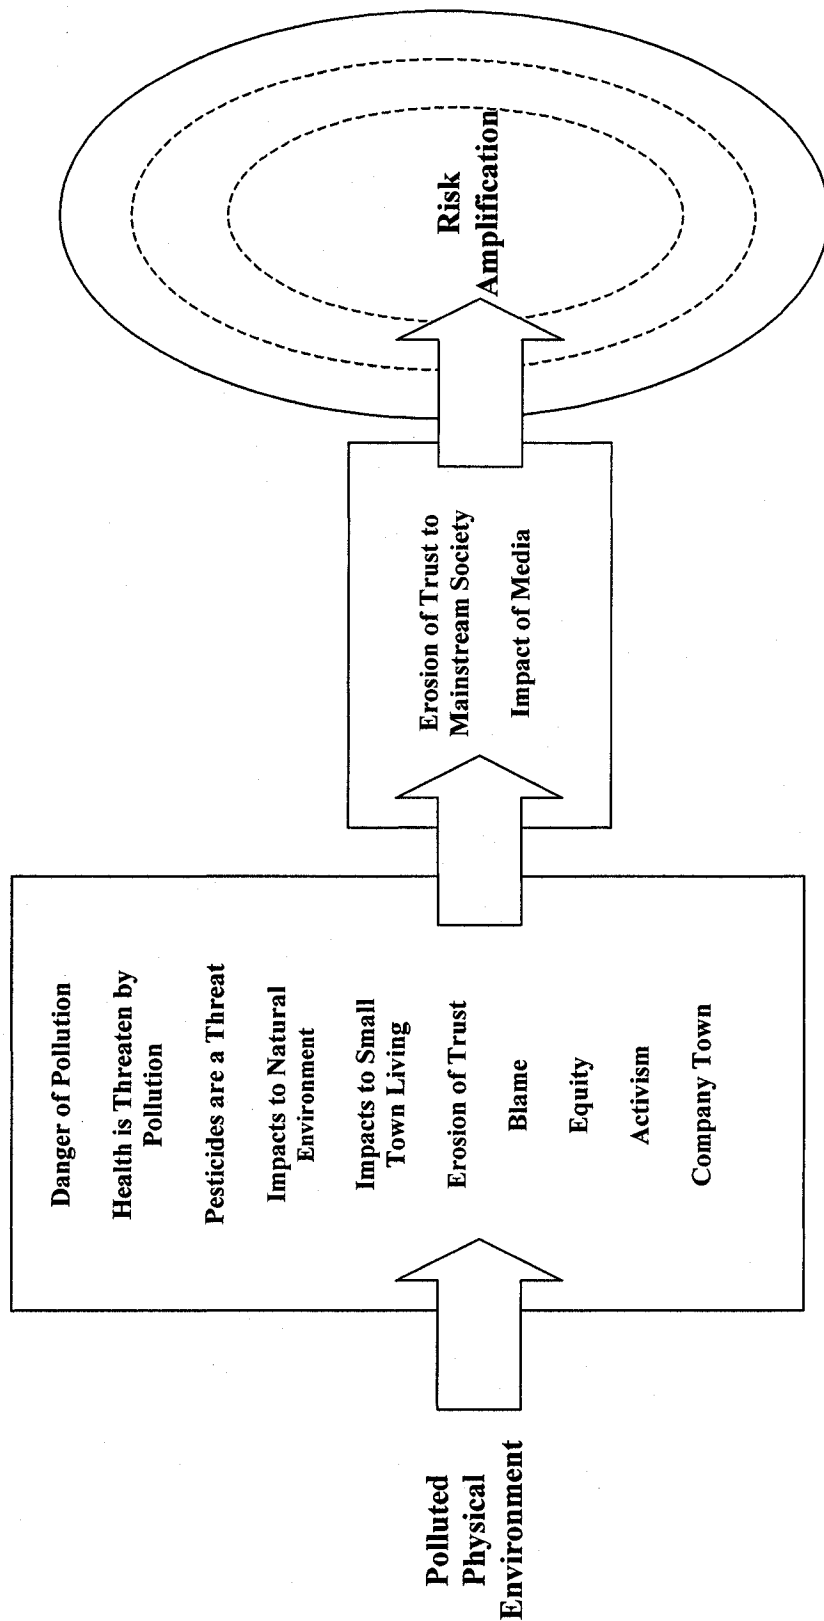 Polluted
Physical
Environment
Danger of Pollution
Health is Threaten by
Pollution
Pesticides are a Threat
Impacts to Natural
Environment
Impacts to Small
Town Living
Erosion of Trust
Blame
Equity
Activism
Company Town
Erosion of Trust to
Mainstream Society
Impact of Media
Risk
Amplification